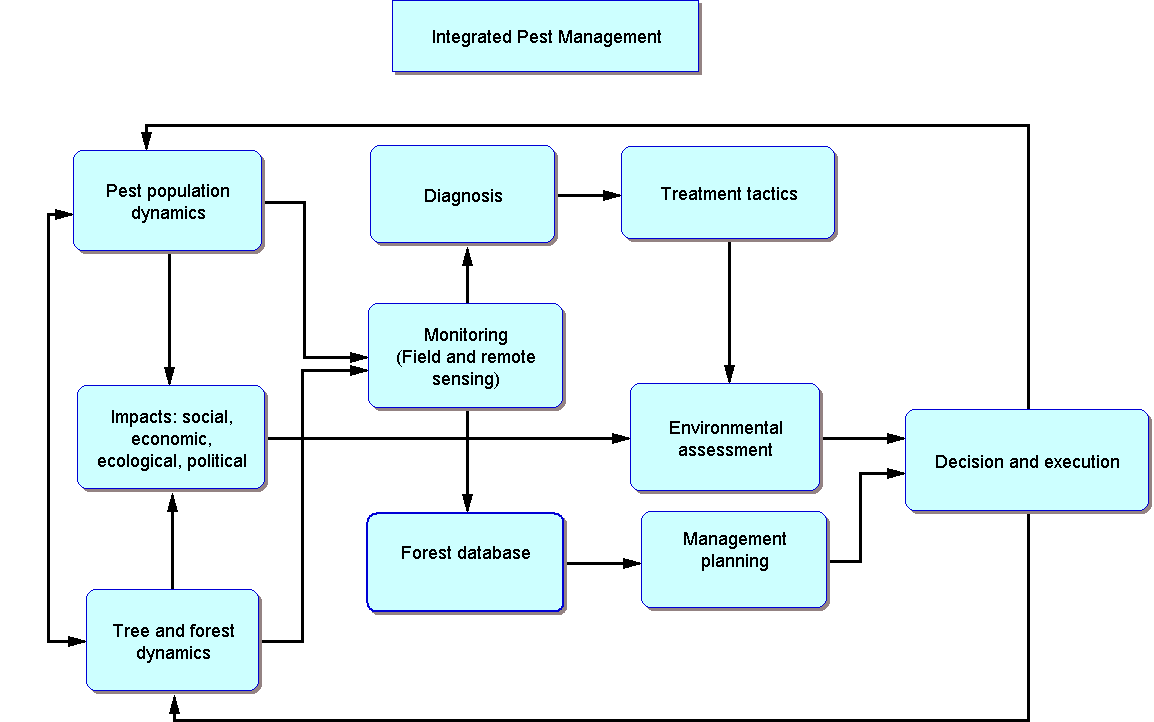 Integrated Pest Management
Pest population
dynamics
Diagnosis
Treatment tactics
Monitoring
(Field and remote
sensing)
Impacts: social,
economic,
ecological, political
Environmental
assessment
Decision and execution
Forest database
Management
planning
Tree and forest
dynamics